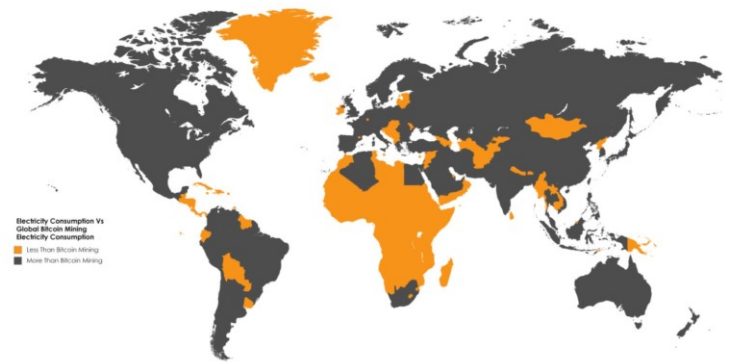 Electricity Consumption Vs
Global Bitcoin Mining
Electricity Consumption
Less Than Bitcoin Mining
More Than Bitcoin Mining